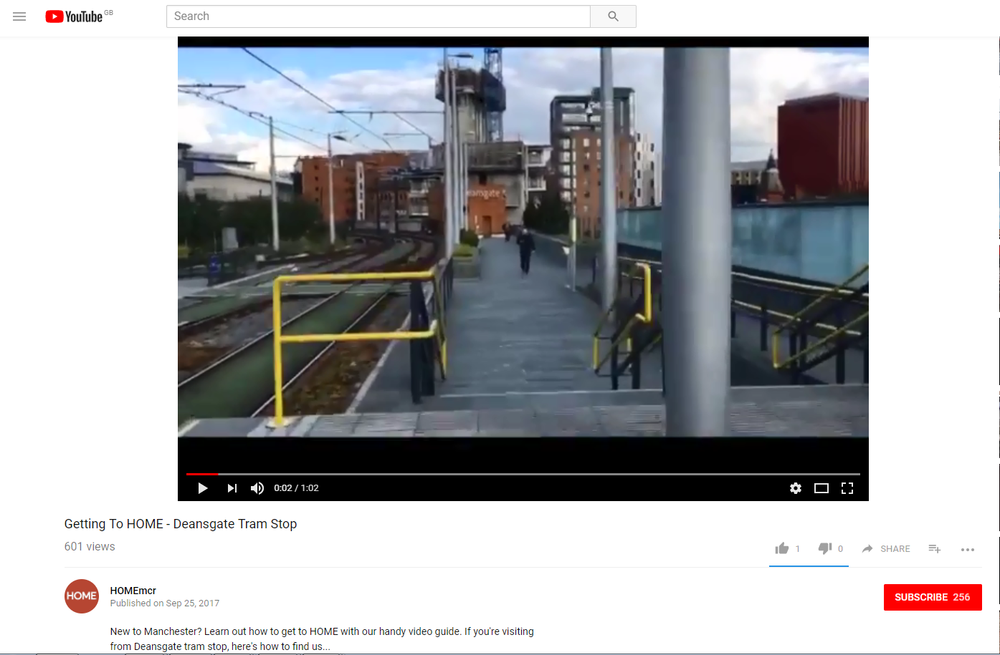 YouTube GB
Search
eansgate
0:02 / 1:02
Getting To HOME - Deansgate Tram Stop
601 views
1
0
SHARE
HOME
HOMEmcr
Published on Sep 25, 2017
SUBSCRIBE 256
New to Manchester? Learn out how to get to HOME with our handy video guide. If you're visiting
from Deansgate tram stop, here's how to find us...